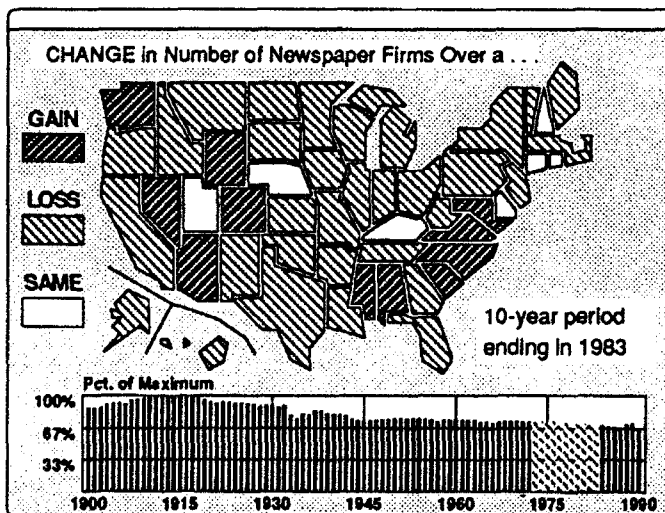 CHANGE in Number of Newspaper Firms Over a . . .
GAIN
LOSS
SAME
10-year period
ending in 1983
Pct. of Maximum
100%
67%
33%
1900 1915 1930 1945 1960 1975 1990